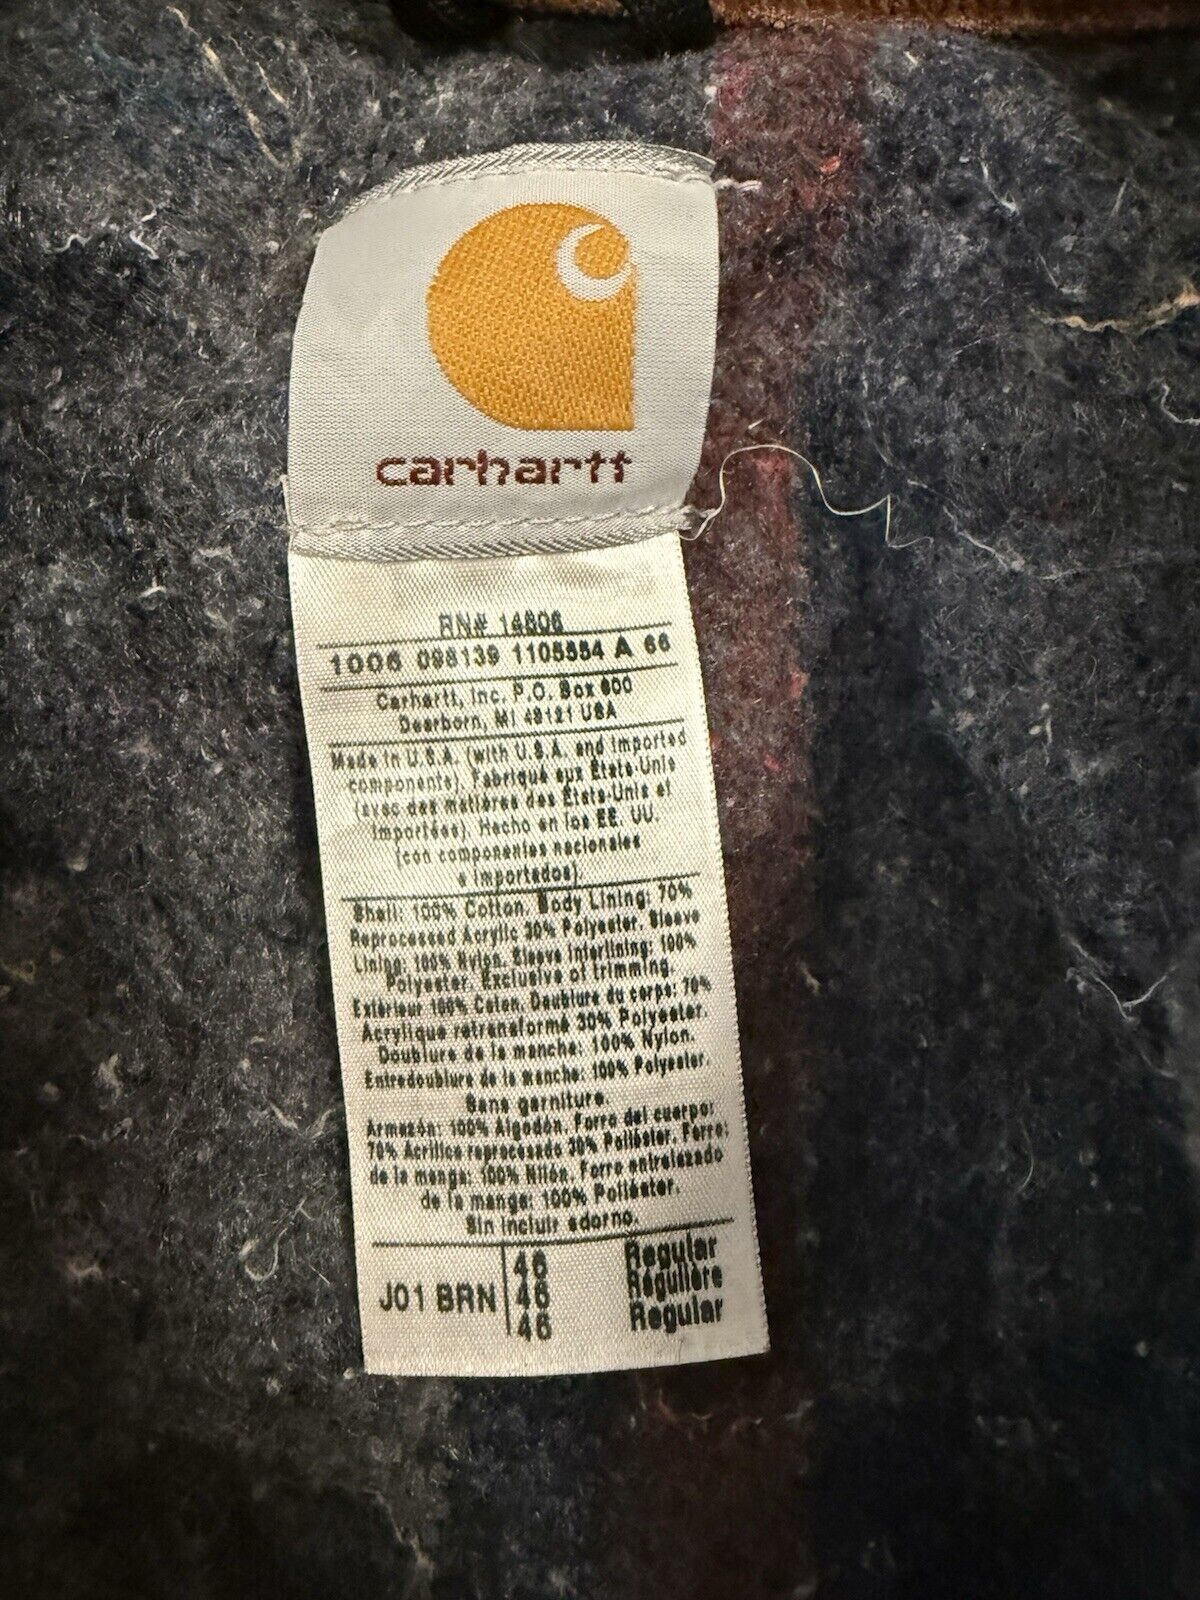 carhartt
RN# 14806
1006 098139 1105554 A 66
Carhartt, Inc. P.O. Box 600
Dearborn, MI 48121 USA
Made in U.S.A. (with U.S.A. and imported
components). Fabriqué aux États-Unis
(avec des matières des États-Unis et
importées). Hecho en los EE. UU.
(con componentes nacionales
e importados).
Shell: 100% Cotton. Body Lining: 70%
Reprocessed Acrylic 30% Polyester. Sleeve
Lining: 100% Nylon. Sleeve Interlining: 100%
Polyester. Exclusive of trimming.
Extérieur 100% Coton. Doublure du corps: 70%
Acrylique retransformé 30% Polyester.
Doublure de la manche: 100% Nylon.
Entredoublure de la manche: 100% Polyester.
Sans garniture.
Armazón: 100% Algodón. Forro del cuerpo:
70% Acrílico reprocesado 30% Poliéster. Forro
de la manga: 100% Nilón. Forro entrelazado
de la manga: 100% Poliéster.
Sin incluir adorno.
J01 BRN
46 Regular
46 Régulière
46 Regular